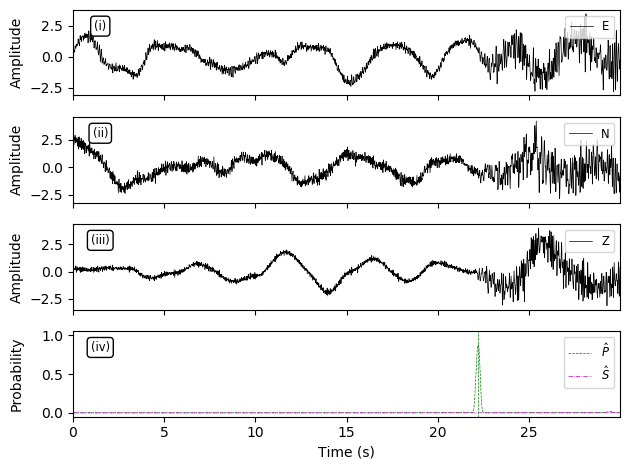 Amplitude
2.5
0.0
−2.5
(i)
E
Amplitude
2.5
0.0
−2.5
(ii)
N
Amplitude
2.5
0.0
−2.5
(iii)
Z
Probability
1.0
0.5
0.0
(iv)
P̂
Ŝ
0 5 10 15 20 25
Time (s)